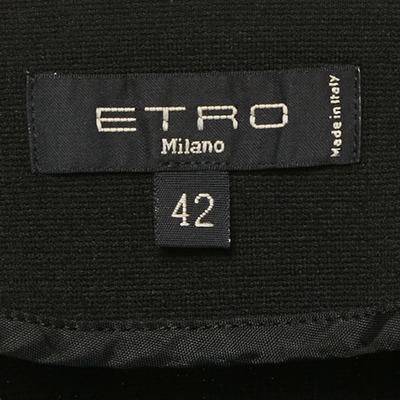 ETRO
Milano
Made in Italy
42